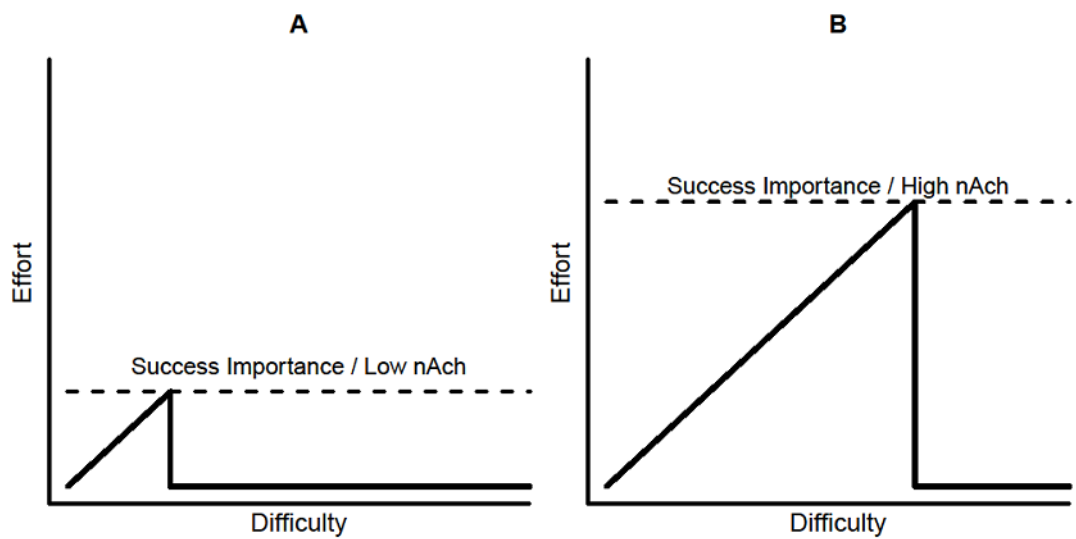 A
Success Importance / Low nAch
Effort
Difficulty
B
Success Importance / High nAch
Effort
Difficulty